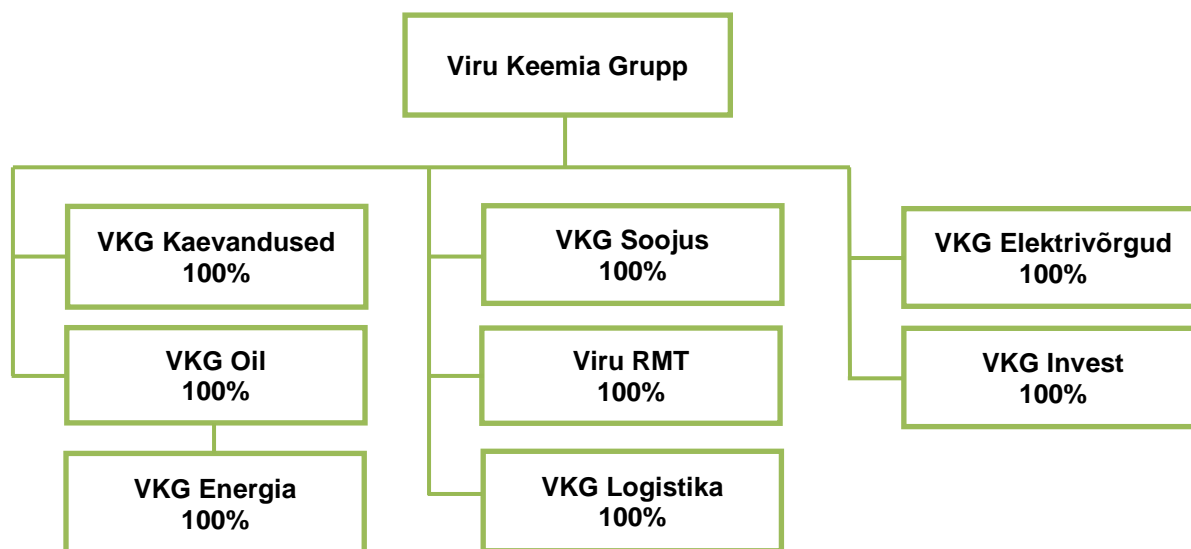 Viru Keemia Grupp
VKG Kaevandused
100%
VKG Oil
100%
VKG Energia
100%
VKG Soojus
100%
Viru RMT
100%
VKG Logistika
100%
VKG Elektrivõrgud
100%
VKG Invest
100%